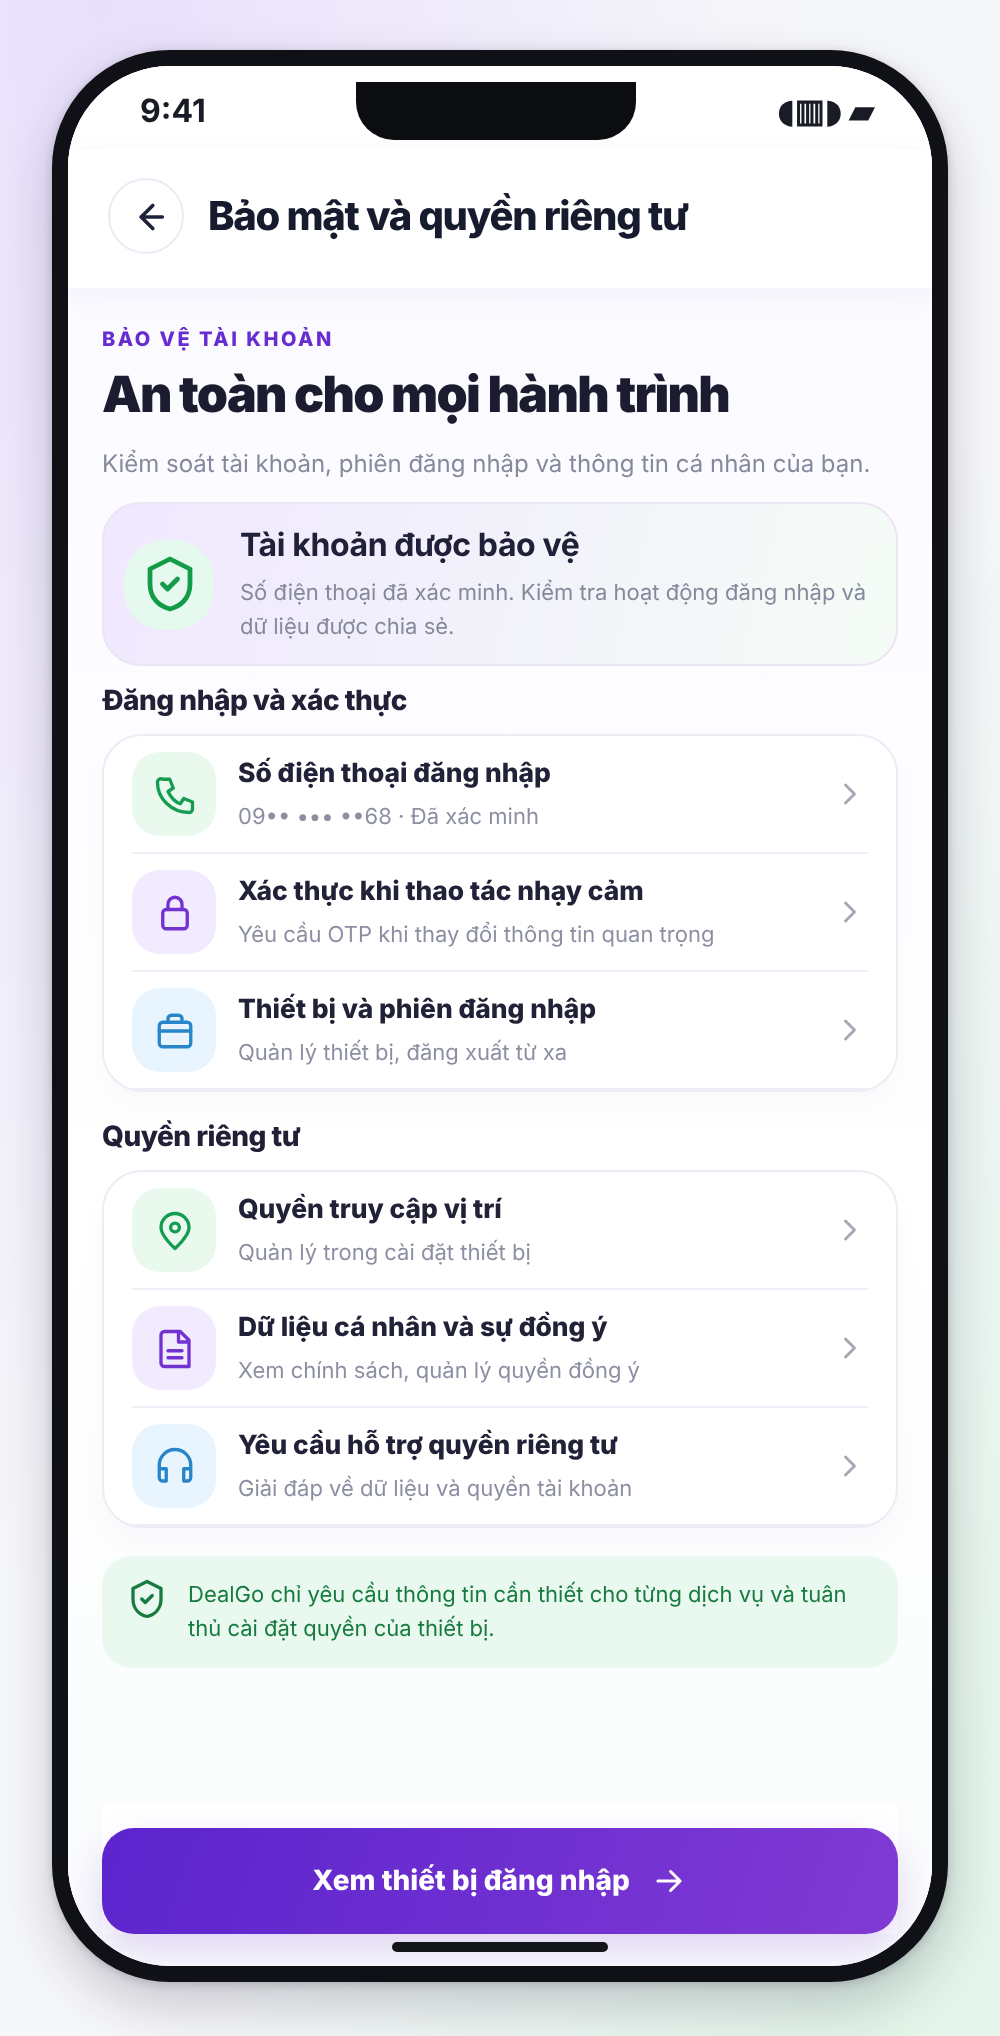 9:41
Bảo mật và quyền riêng tư
BẢO VỆ TÀI KHOẢN
An toàn cho mọi hành trình
Kiểm soát tài khoản, phiên đăng nhập và thông tin cá nhân của bạn.
Tài khoản được bảo vệ
Số điện thoại đã xác minh. Kiểm tra hoạt động đăng nhập và
dữ liệu được chia sẻ.
Đăng nhập và xác thực
Số điện thoại đăng nhập
09•• ••• ••68 · Đã xác minh
Xác thực khi thao tác nhạy cảm
Yêu cầu OTP khi thay đổi thông tin quan trọng
Thiết bị và phiên đăng nhập
Quản lý thiết bị, đăng xuất từ xa
Quyền riêng tư
Quyền truy cập vị trí
Quản lý trong cài đặt thiết bị
Dữ liệu cá nhân và sự đồng ý
Xem chính sách, quản lý quyền đồng ý
Yêu cầu hỗ trợ quyền riêng tư
Giải đáp về dữ liệu và quyền tài khoản
DealGo chỉ yêu cầu thông tin cần thiết cho từng dịch vụ và tuân
thủ cài đặt quyền của thiết bị.
Xem thiết bị đăng nhập →